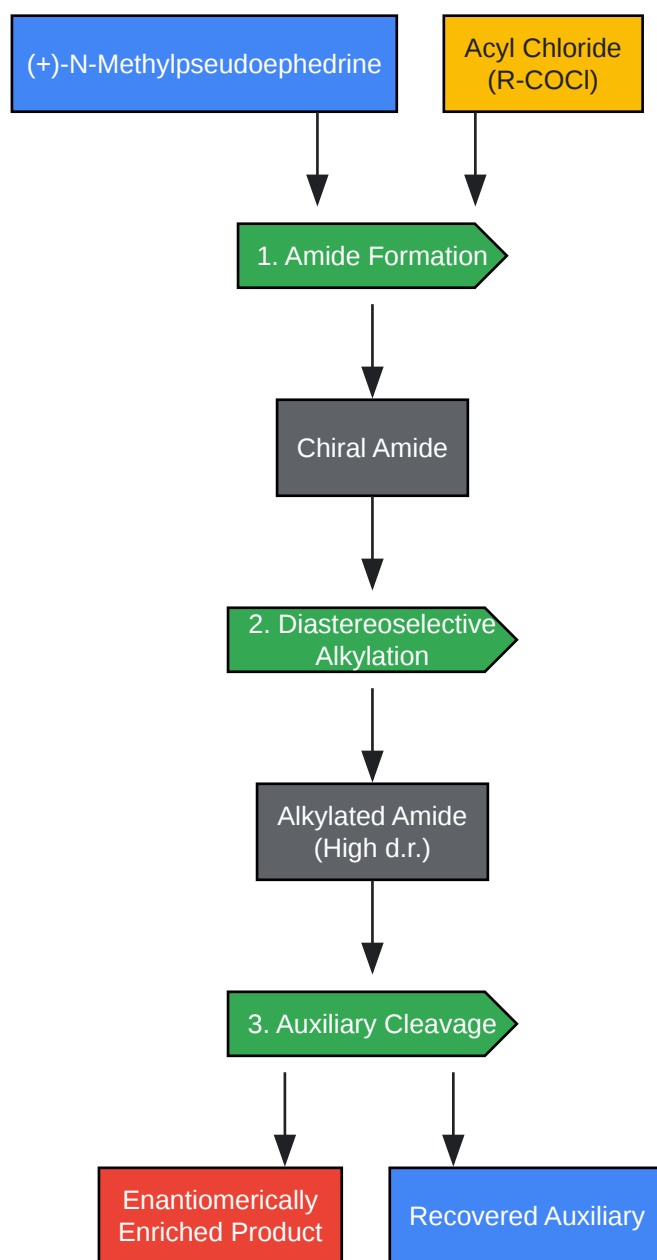 (+)-N-Methylpseudoephedrine
Acyl Chloride
(R-COCl)
1. Amide Formation
Chiral Amide
2. Diastereoselective
Alkylation
Alkylated Amide
(High d.r.)
3. Auxiliary Cleavage
Enantiomerically
Enriched Product
Recovered Auxiliary